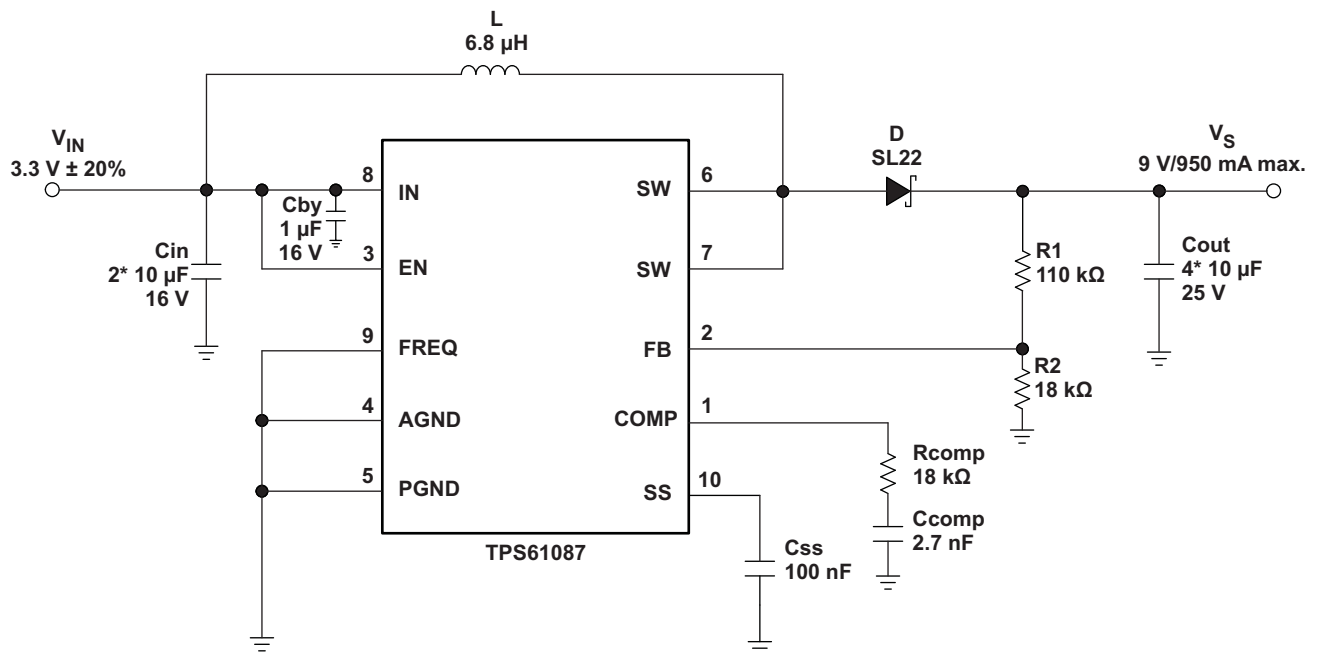 L
6.8 µH
V_IN
3.3 V ± 20%
D
SL22
V_S
9 V/950 mA max.
8
IN
SW
6
Cby
1 µF
16 V
Cin
2* 10 µF
16 V
3
EN
SW
7
R1
110 kΩ
Cout
4* 10 µF
25 V
9
FREQ
FB
2
R2
18 kΩ
4
AGND
COMP
1
Rcomp
18 kΩ
5
PGND
SS
10
Ccomp
2.7 nF
TPS61087
Css
100 nF